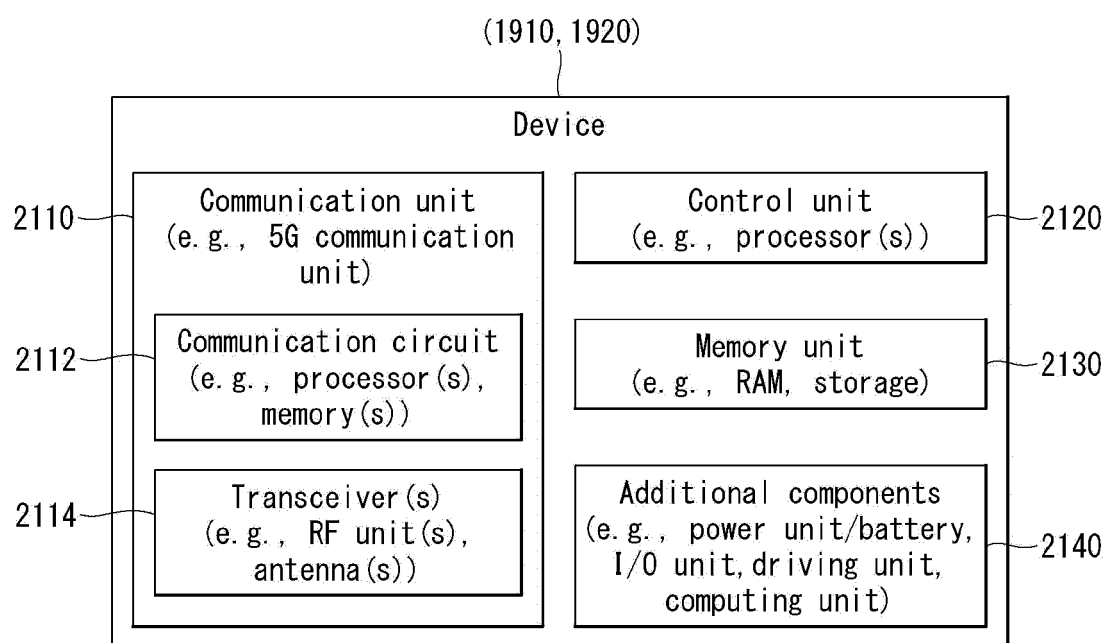 (1910, 1920)
Device
2110
Communication unit
(e.g., 5G communication
unit)
2112
Communication circuit
(e.g., processor(s),
memory(s))
2114
Transceiver(s)
(e.g., RF unit(s),
antenna(s))
Control unit
(e.g., processor(s))
2120
Memory unit
(e.g., RAM, storage)
2130
Additional components
(e.g., power unit/battery,
I/O unit, driving unit,
computing unit)
2140